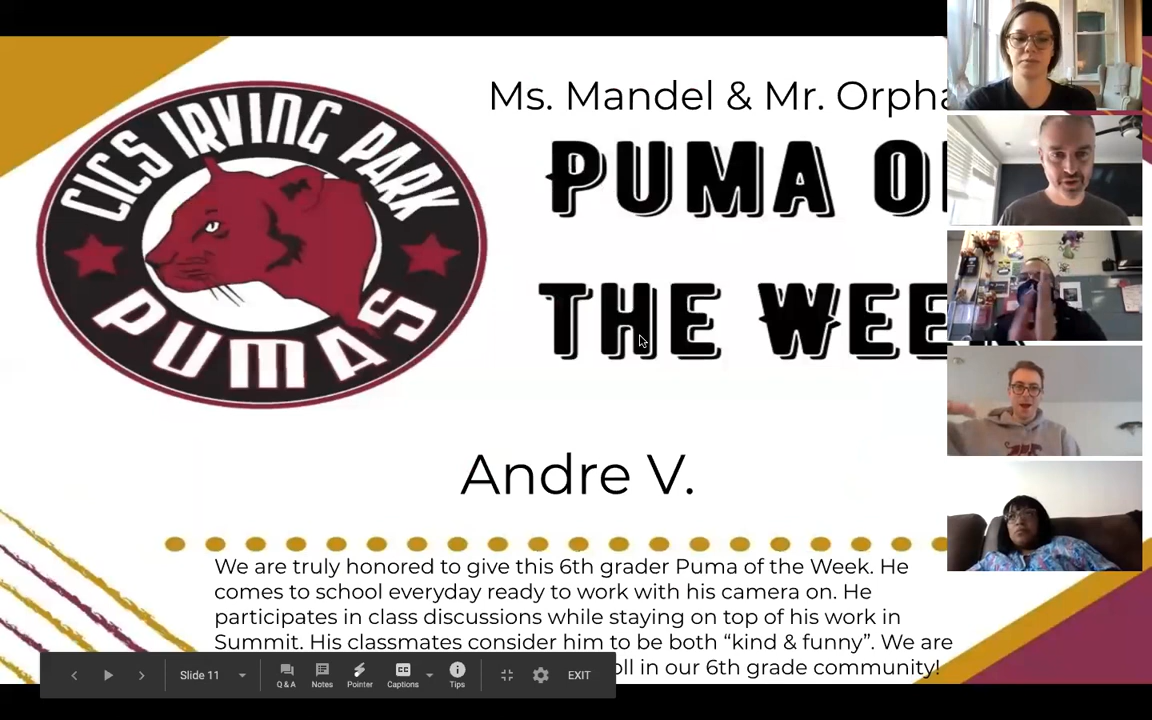 CICS IRVING PARK
PUMAS
Ms. Mandel & Mr.
PUMA
THE
Andre V.
We are truly honored to give this 6th grader Puma of the Week. He
comes to school everyday ready to work with his camera on. He
participates in class discussions while staying on top of his work in
Summit. His classmates consider him to be both “kind & funny”. We are
in our 6th grade community!
Slide 11
Q & A
Notes
Pointer
CC
Captions
Tips
EXIT